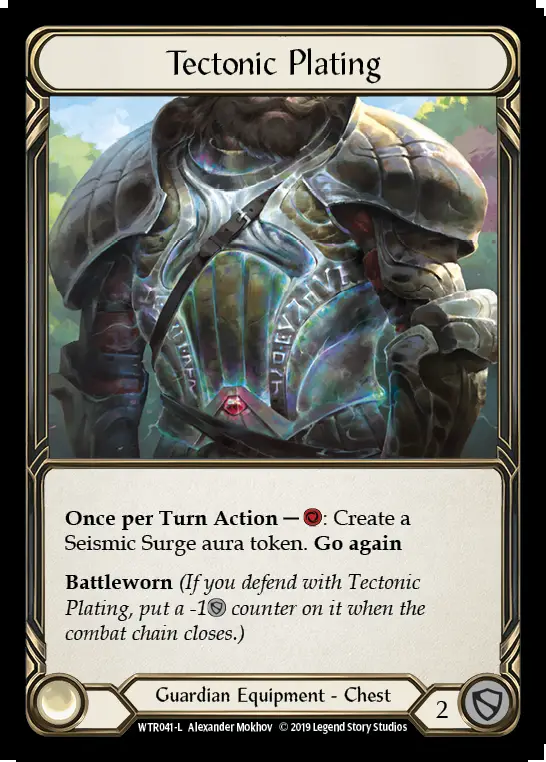 Tectonic Plating
Once per Turn Action — : Create a
Seismic Surge aura token. Go again
Battleworn (If you defend with Tectonic
Plating, put a -1 counter on it when the
combat chain closes.)
Guardian Equipment - Chest
2
WTR041-L Alexander Mokhov © 2019 Legend Story Studios